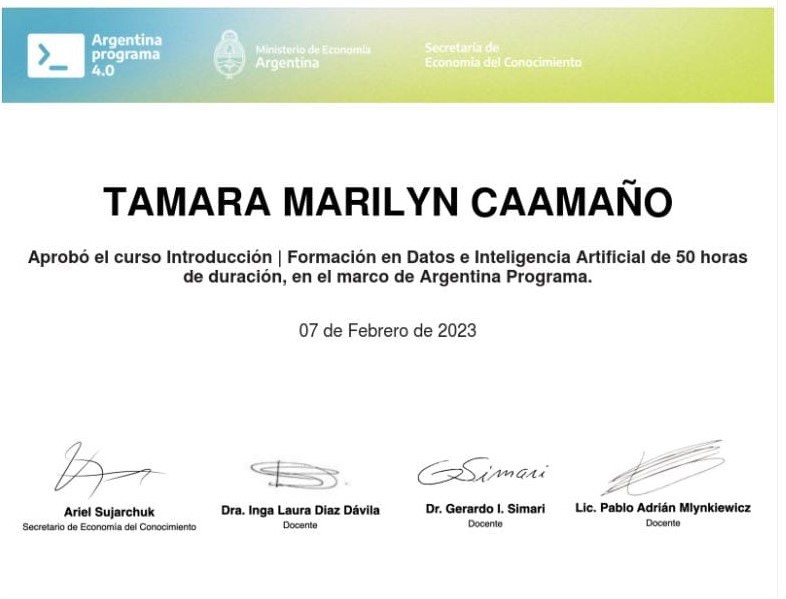 Argentina
programa
4.0
Ministerio de Economía
Argentina
Secretaría de
Economía del Conocimiento
TAMARA MARILYN CAAMAÑO
Aprobó el curso Introducción | Formación en Datos e Inteligencia Artificial de 50 horas
de duración, en el marco de Argentina Programa.
07 de Febrero de 2023
GSimari
Ariel Sujarchuk
Secretario de Economía del Conocimiento
Dra. Inga Laura Diaz Dávila
Docente
Dr. Gerardo I. Simari
Docente
Lic. Pablo Adrián Mlynkiewicz
Docente